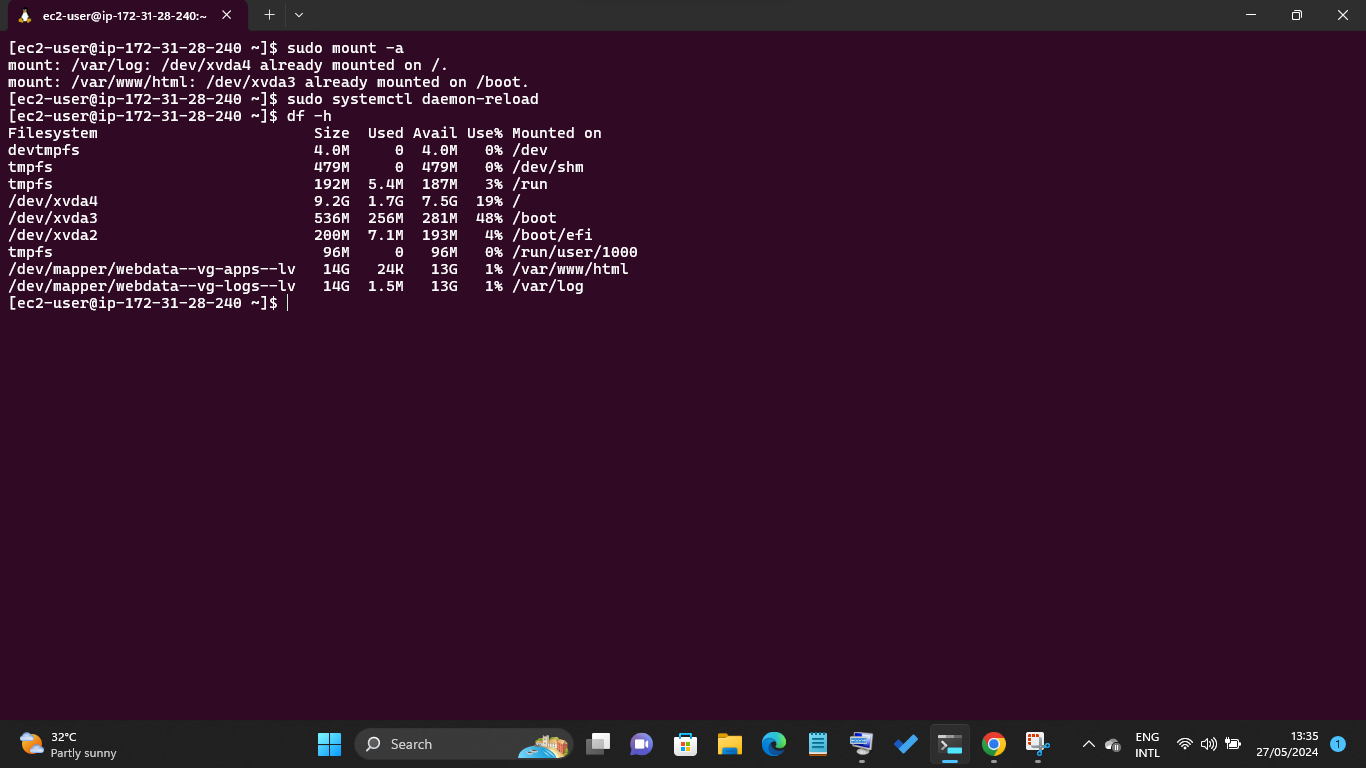 ec2-user@ip-172-31-28-240:~
[ec2-user@ip-172-31-28-240 ~]$ sudo mount -a
mount: /var/log: /dev/xvda4 already mounted on /.
mount: /var/www/html: /dev/xvda3 already mounted on /boot.
[ec2-user@ip-172-31-28-240 ~]$ sudo systemctl daemon-reload
[ec2-user@ip-172-31-28-240 ~]$ df -h
Filesystem                        Size  Used Avail Use% Mounted on
devtmpfs                          4.0M     0  4.0M   0% /dev
tmpfs                             479M     0  479M   0% /dev/shm
tmpfs                             192M  5.4M  187M   3% /run
/dev/xvda4                        9.2G  1.7G  7.5G  19% /
/dev/xvda3                        536M  256M  281M  48% /boot
/dev/xvda2                        200M  7.1M  193M   4% /boot/efi
tmpfs                              96M     0   96M   0% /run/user/1000
/dev/mapper/webdata--vg-apps--lv   14G   24K   13G   1% /var/www/html
/dev/mapper/webdata--vg-logs--lv   14G  1.5M   13G   1% /var/log
[ec2-user@ip-172-31-28-240 ~]$
32°C
Partly sunny
Search
ENG
INTL
13:35
27/05/2024
1